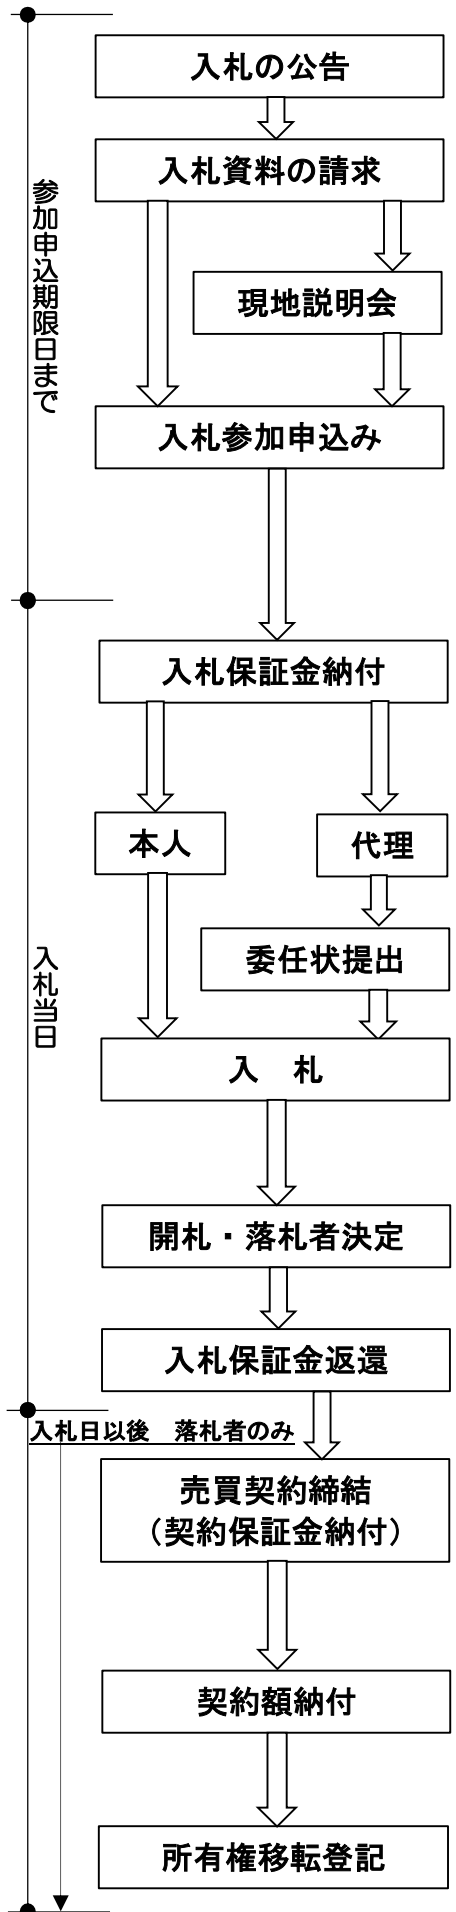 入札の公告
入札資料の請求
参加申込期限日まで
現地説明会
入札参加申込み
入札保証金納付
本人
代理
委任状提出
入札当日
入　札
開札・落札者決定
入札保証金返還
入札日以後　落札者のみ
売買契約締結
（契約保証金納付）
契約額納付
所有権移転登記